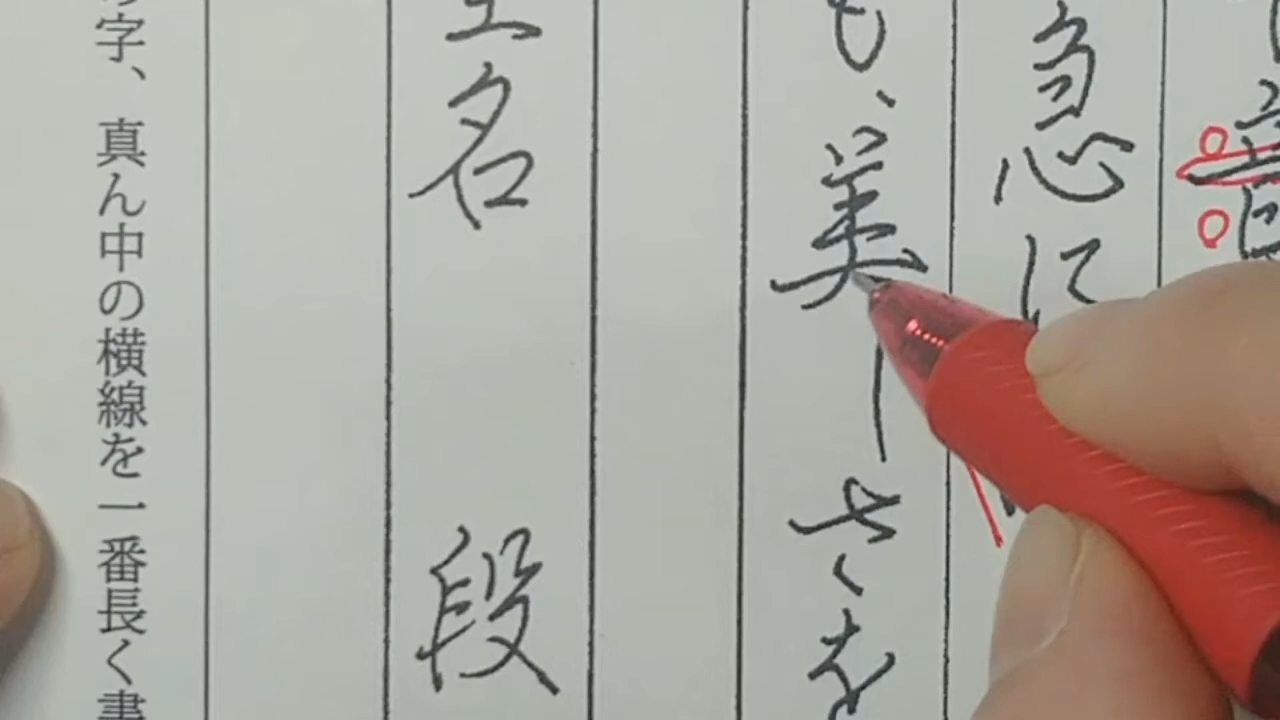 急に
も、美しさを
名 段
字、真ん中の横線を一番長く書